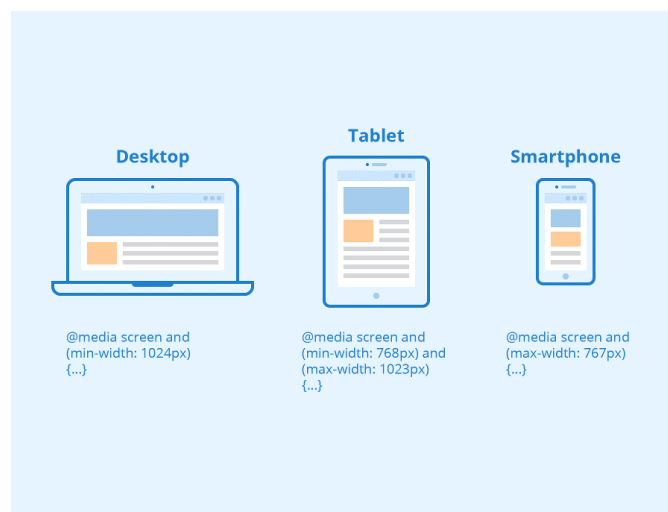 Desktop
Tablet
Smartphone
@media screen and
(min-width: 1024px)
{...}
@media screen and
(min-width: 768px) and
(max-width: 1023px)
{...}
@media screen and
(max-width: 767px)
{...}